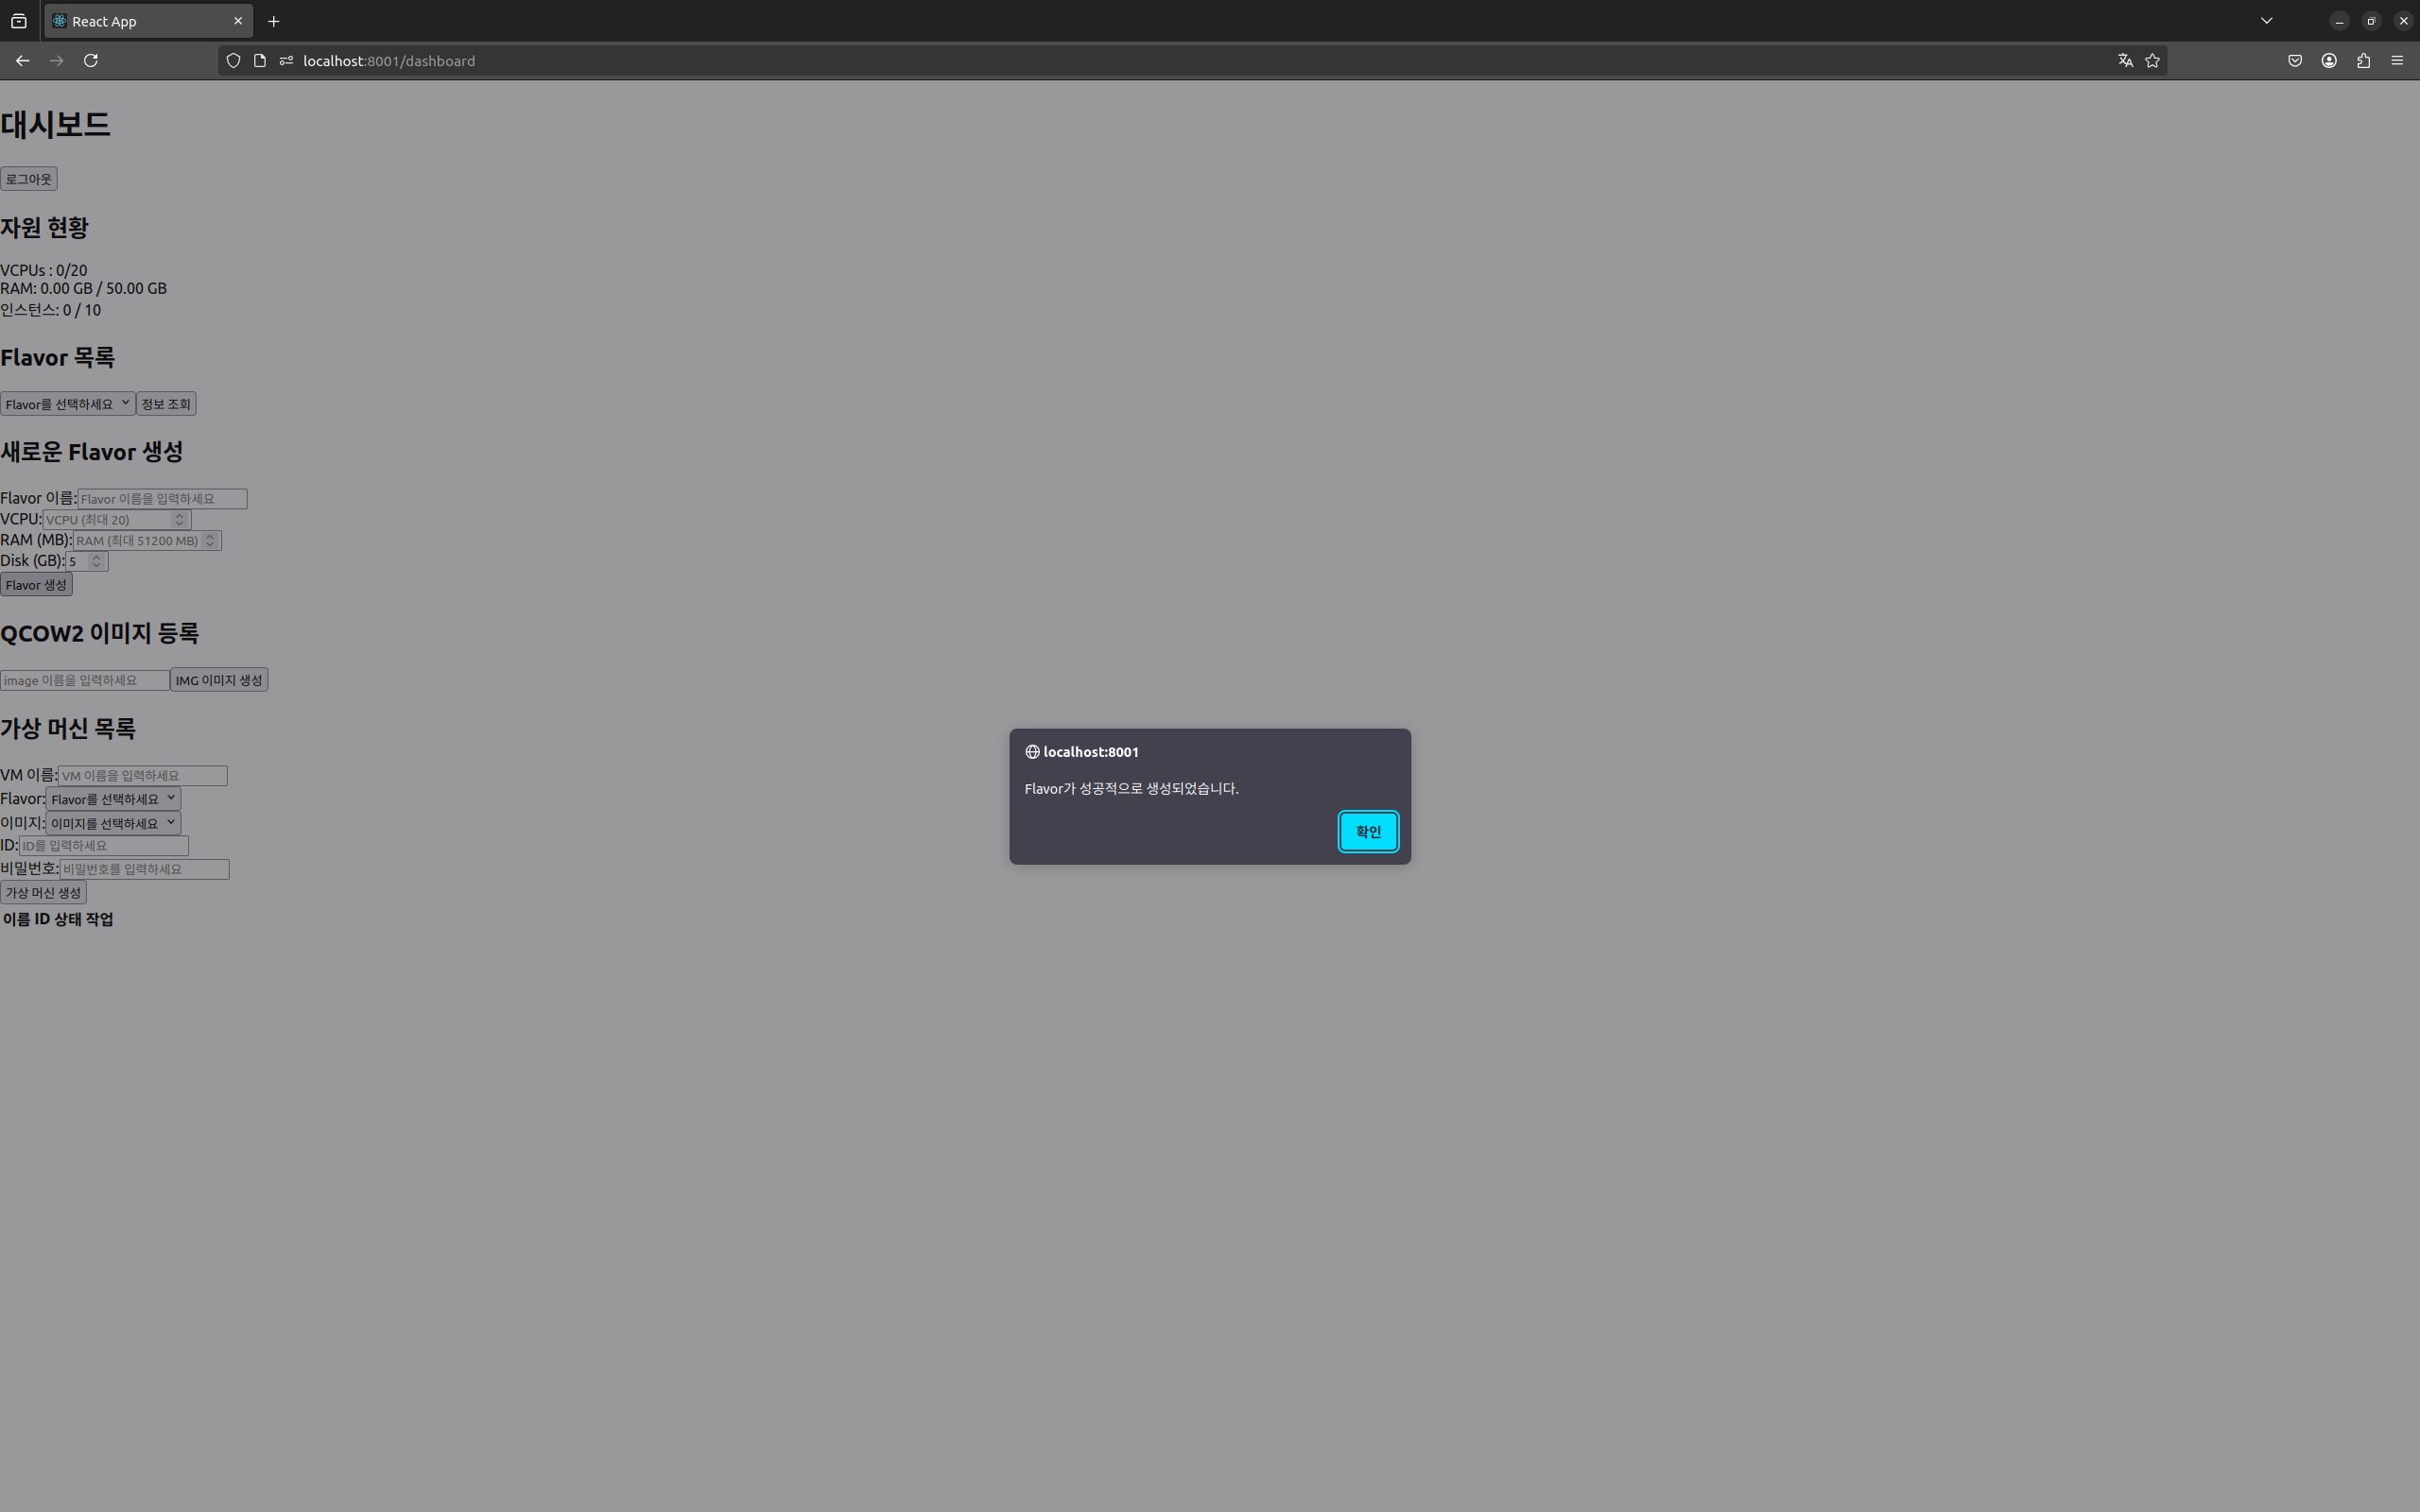 React App
localhost:8001/dashboard
대시보드
로그아웃
자원 현황
VCPUs : 0/20
RAM: 0.00 GB / 50.00 GB
인스턴스: 0 / 10
Flavor 목록
Flavor를 선택하세요 정보 조회
새로운 Flavor 생성
Flavor 이름: Flavor 이름을 입력하세요
VCPU: VCPU (최대 20)
RAM (MB): RAM (최대 51200 MB)
Disk (GB): 5
Flavor 생성
QCOW2 이미지 등록
image 이름을 입력하세요 IMG 이미지 생성
가상 머신 목록
VM 이름: VM 이름을 입력하세요
Flavor: Flavor를 선택하세요
이미지: 이미지를 선택하세요
ID: ID를 입력하세요
비밀번호: 비밀번호를 입력하세요
가상 머신 생성
이름 ID 상태 작업
localhost:8001
Flavor가 성공적으로 생성되었습니다.
확인